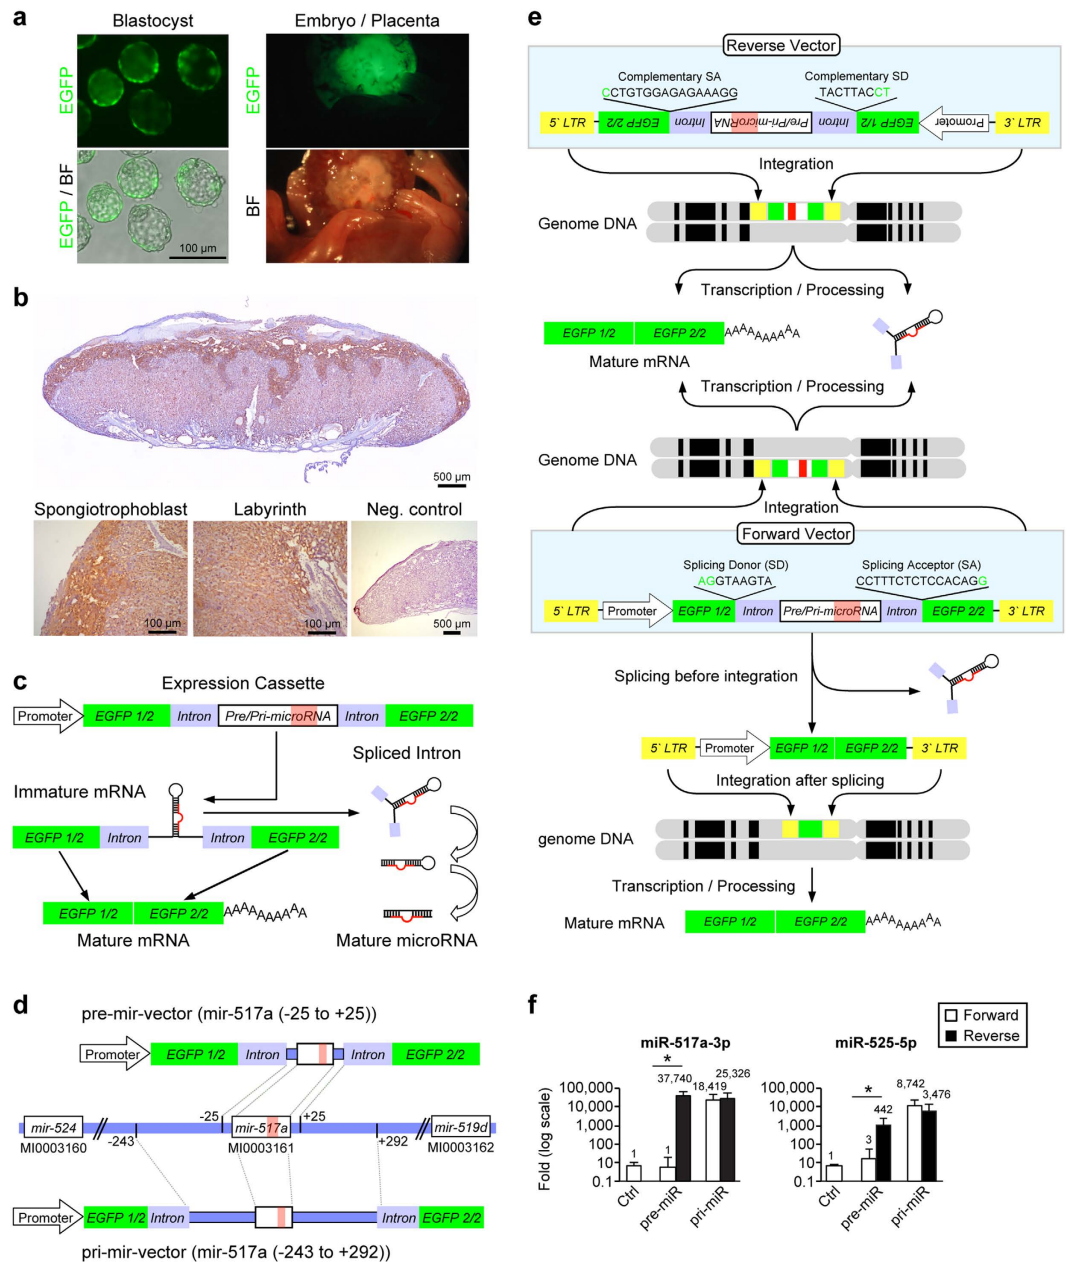 a
Blastocyst
Embryo / Placenta
EGFP
EGFP
EGFP / BF
BF
100 µm
b
500 µm
Spongiotrophoblast
Labyrinth
Neg. control
100 µm
100 µm
500 µm
c
Expression Cassette
Promoter
EGFP 1/2
Intron
Pre/Pri-microRNA
Intron
EGFP 2/2
Spliced Intron
Immature mRNA
EGFP 1/2
Intron
Intron
EGFP 2/2
EGFP 1/2
EGFP 2/2
AAAAAAAAA
Mature mRNA
Mature microRNA
d
pre-mir-vector (mir-517a (-25 to +25))
Promoter
EGFP 1/2
Intron
Intron
EGFP 2/2
-25
+25
mir-524
mir-517a
mir-519d
MI0003160
-243
MI0003161
+292
MI0003162
Promoter
EGFP 1/2
Intron
Intron
EGFP 2/2
pri-mir-vector (mir-517a (-243 to +292))
e
Reverse Vector
Complementary SA
Complementary SD
CCTGTGGAGAGAAAGG
TACTTACCT
5` LTR
EGFP 2/2
Intron
Pre/Pri-microRNA
Intron
EGFP 1/2
Promoter
3` LTR
Integration
Genome DNA
Transcription / Processing
EGFP 1/2
EGFP 2/2
AAAAAAAAA
Mature mRNA
Transcription / Processing
Genome DNA
Integration
Forward Vector
Splicing Donor (SD)
Splicing Acceptor (SA)
AGGTAAGTA
CCTTTCTCTCCACAGG
5` LTR
Promoter
EGFP 1/2
Intron
Pre/Pri-microRNA
Intron
EGFP 2/2
3` LTR
Splicing before integration
5` LTR
Promoter
EGFP 1/2
EGFP 2/2
3` LTR
Integration after splicing
genome DNA
Transcription / Processing
Mature mRNA
EGFP 1/2
EGFP 2/2
AAAAAAAAA
f
Forward
Reverse
miR-517a-3p
miR-525-5p
Fold (log scale)
100,000
10,000
1,000
100
10
0.1
1
1
*
37,740
18,419
25,326
Ctrl
pre-miR
pri-miR
100,000
10,000
1,000
100
10
0.1
1
3
*
442
8,742
3,476
Ctrl
pre-miR
pri-miR